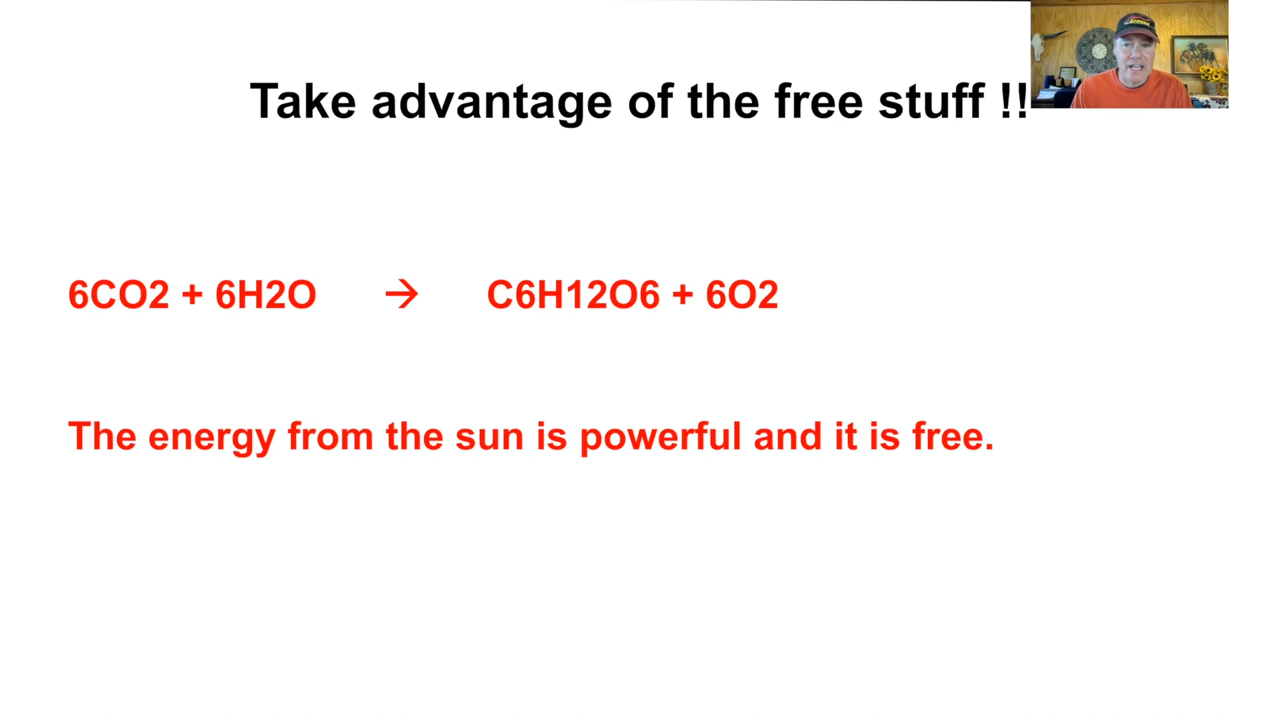 Take advantage of the free stuff !!
6CO2 + 6H2O → C6H12O6 + 6O2
The energy from the sun is powerful and it is free.